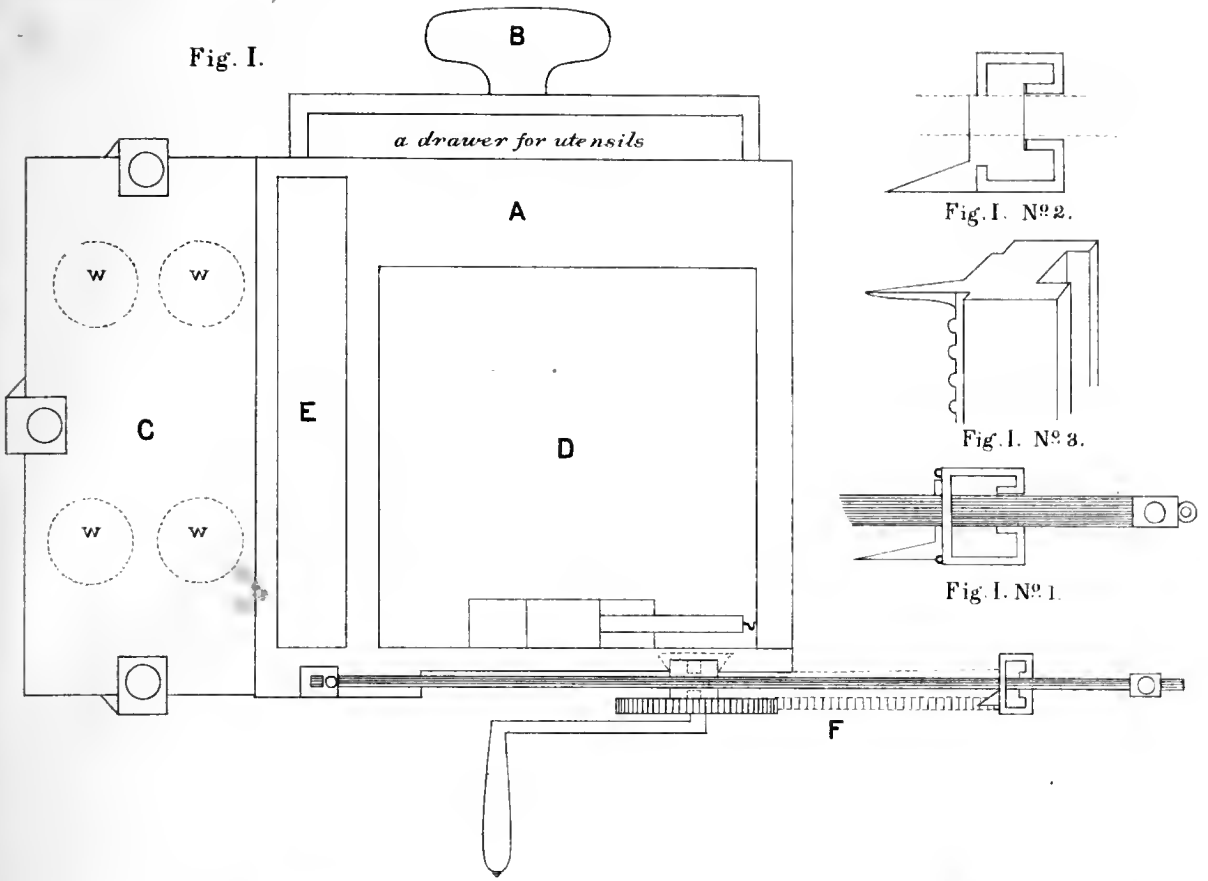 Fig. I.
B
a drawer for utensils
A
W W
E
C
D
W W
F
Fig. I. Nº 2.
Fig. I. Nº 3.
Fig. I. Nº 1.